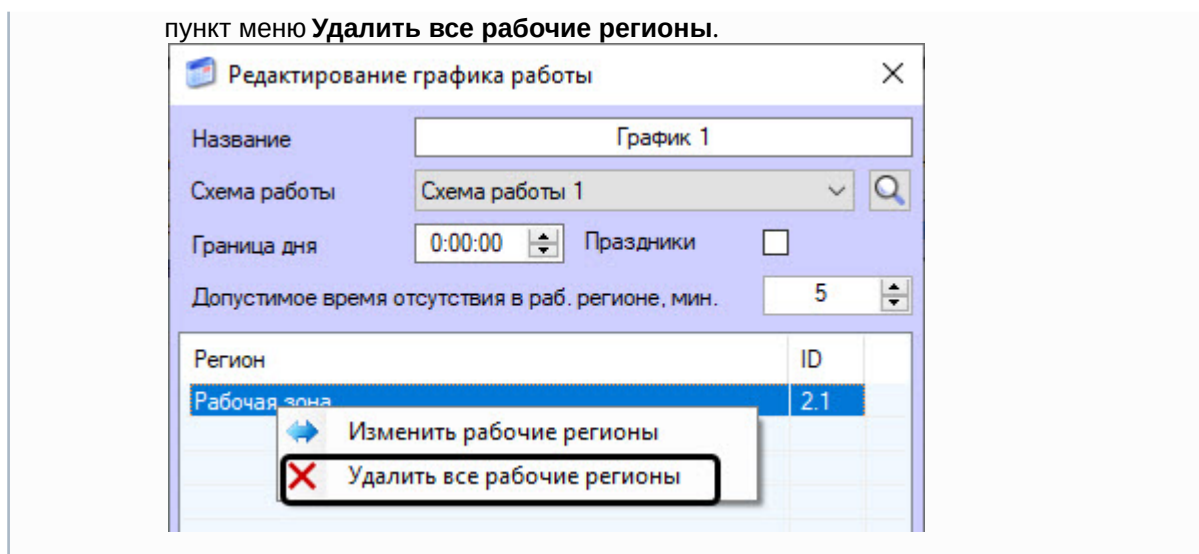 пункт меню Удалить все рабочие регионы.
Редактирование графика работы
Название График 1
Схема работы Схема работы 1
Граница дня 0:00:00 Праздники
Допустимое время отсутствия в раб. регионе, мин. 5
Регион ID
Рабочая зона 2.1
Изменить рабочие регионы
Удалить все рабочие регионы